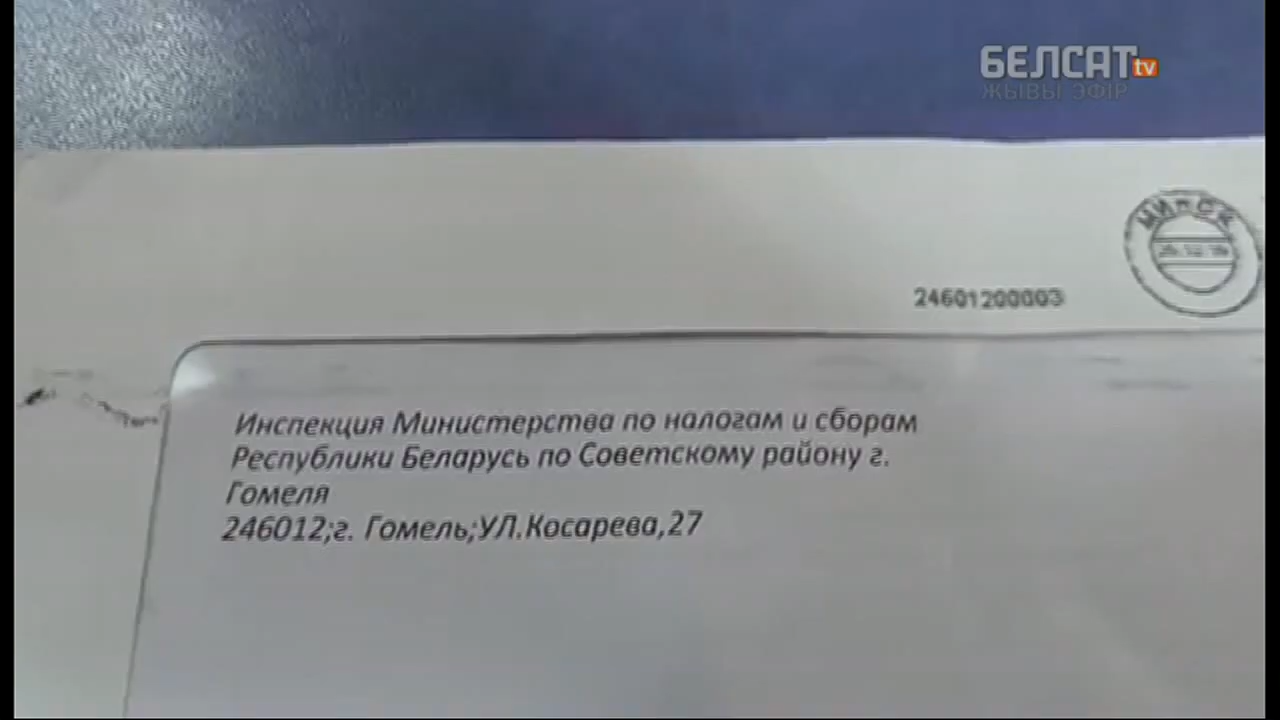 БЕЛСАТ tv
ЖЫВЫ ЭФІР
МИНСК
24601200003
Инспекция Министерства по налогам и сборам
Республики Беларусь по Советскому району г.
Гомеля
246012;г. Гомель;УЛ.Косарева,27